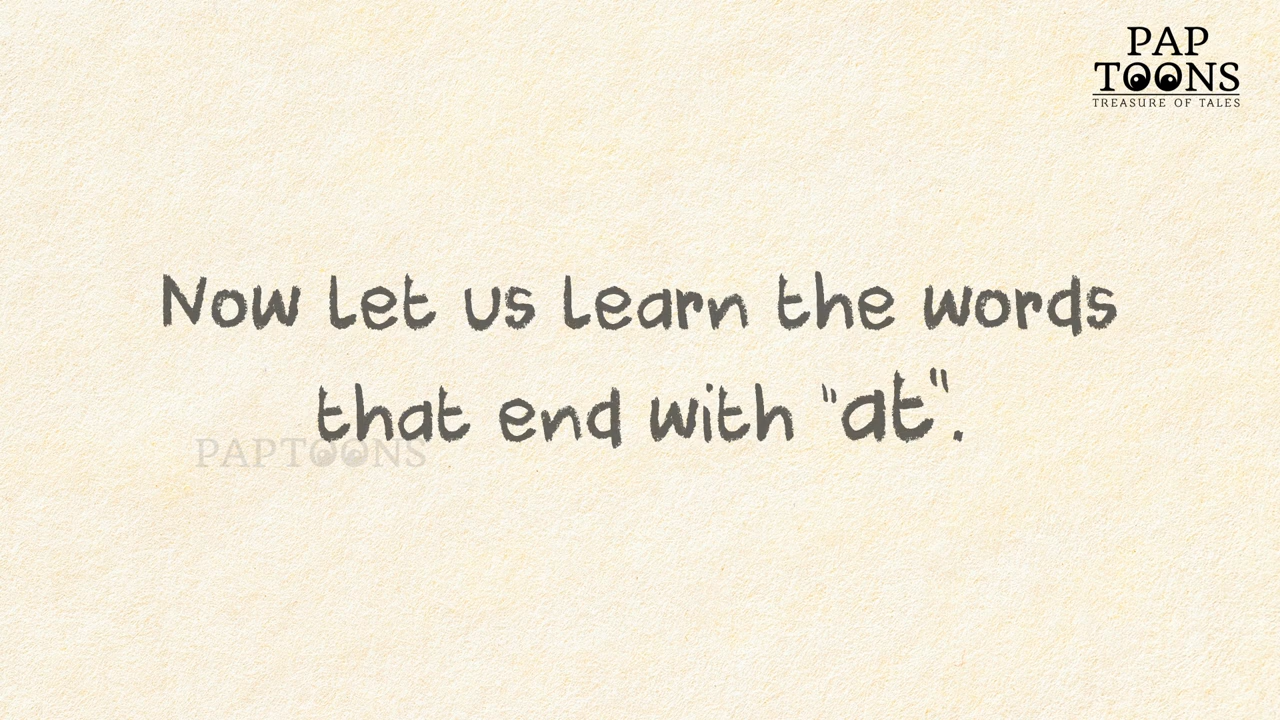 PAP
TOONS
TREASURE OF TALES
Now let us learn the words
that end with "at".
PAPTOONS